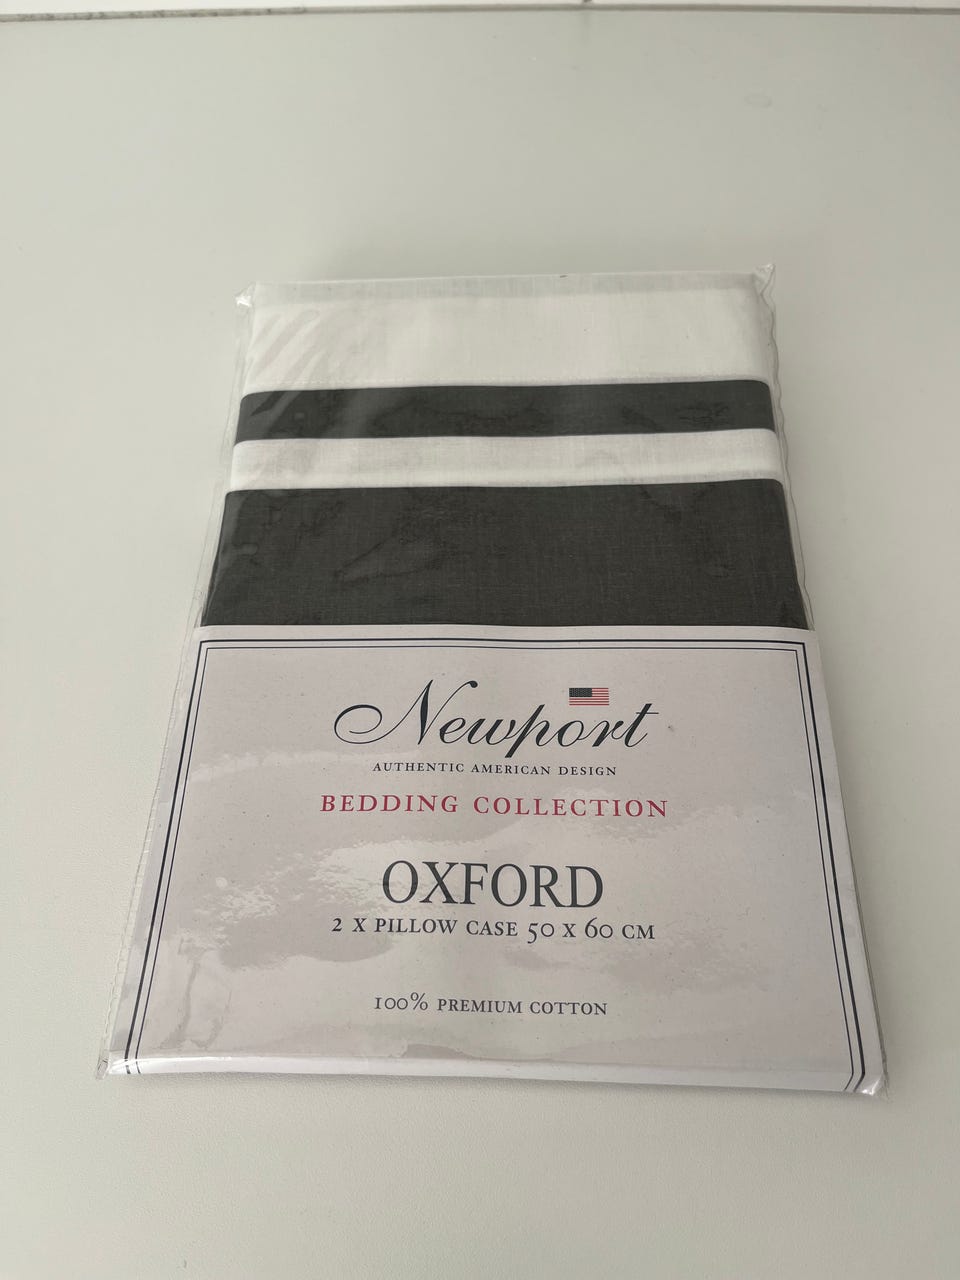 Newport
AUTHENTIC AMERICAN DESIGN
BEDDING COLLECTION
OXFORD
2 X PILLOW CASE 50 X 60 CM
100% PREMIUM COTTON